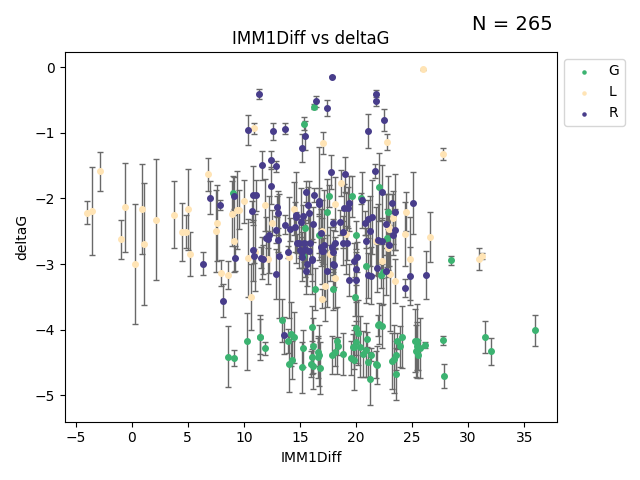 N = 265
IMM1Diff vs deltaG
G
L
R
0
−1
−2
−3
−4
−5
deltaG
−5 0 5 10 15 20 25 30 35
IMM1Diff